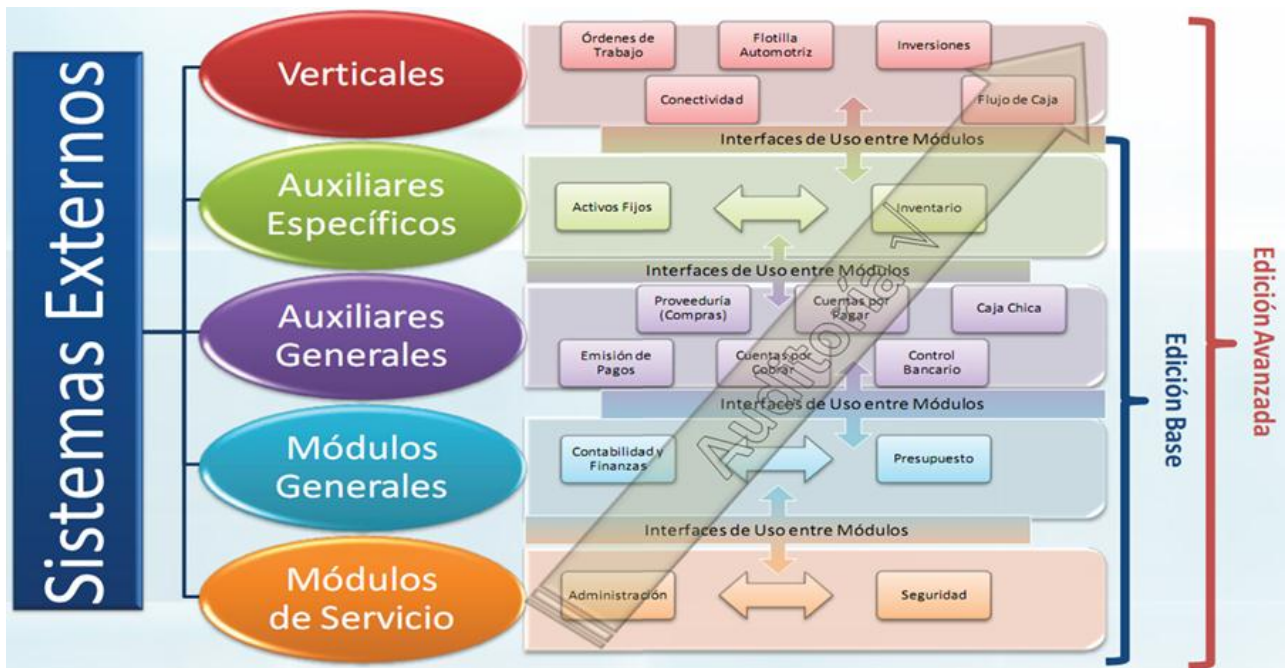 Sistemas Externos
Verticales
Órdenes de
Trabajo
Flotilla
Automotriz
Inversiones
Conectividad
Flujo de Caja
Interfaces de Uso entre Módulos
Auxiliares
Específicos
Activos Fijos
Inventario
Interfaces de Uso entre Módulos
Auxiliares
Generales
Proveeduría
(Compras)
Cuentas por
Pagar
Caja Chica
Emisión de
Pagos
Cuentas por
Cobrar
Control
Bancario
Interfaces de Uso entre Módulos
Módulos
Generales
Contabilidad y
Finanzas
Presupuesto
Interfaces de Uso entre Módulos
Módulos
de Servicio
Administración
Seguridad
Auditoría V
Edición Base
Edición Avanzada